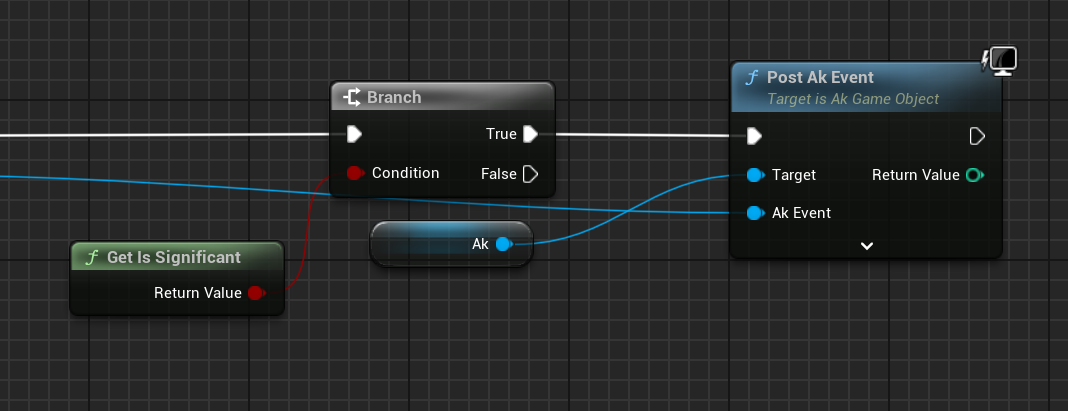 Branch
True
Condition
False
Get Is Significant
Return Value
Ak
Post Ak Event
Target is Ak Game Object
Target
Return Value
Ak Event